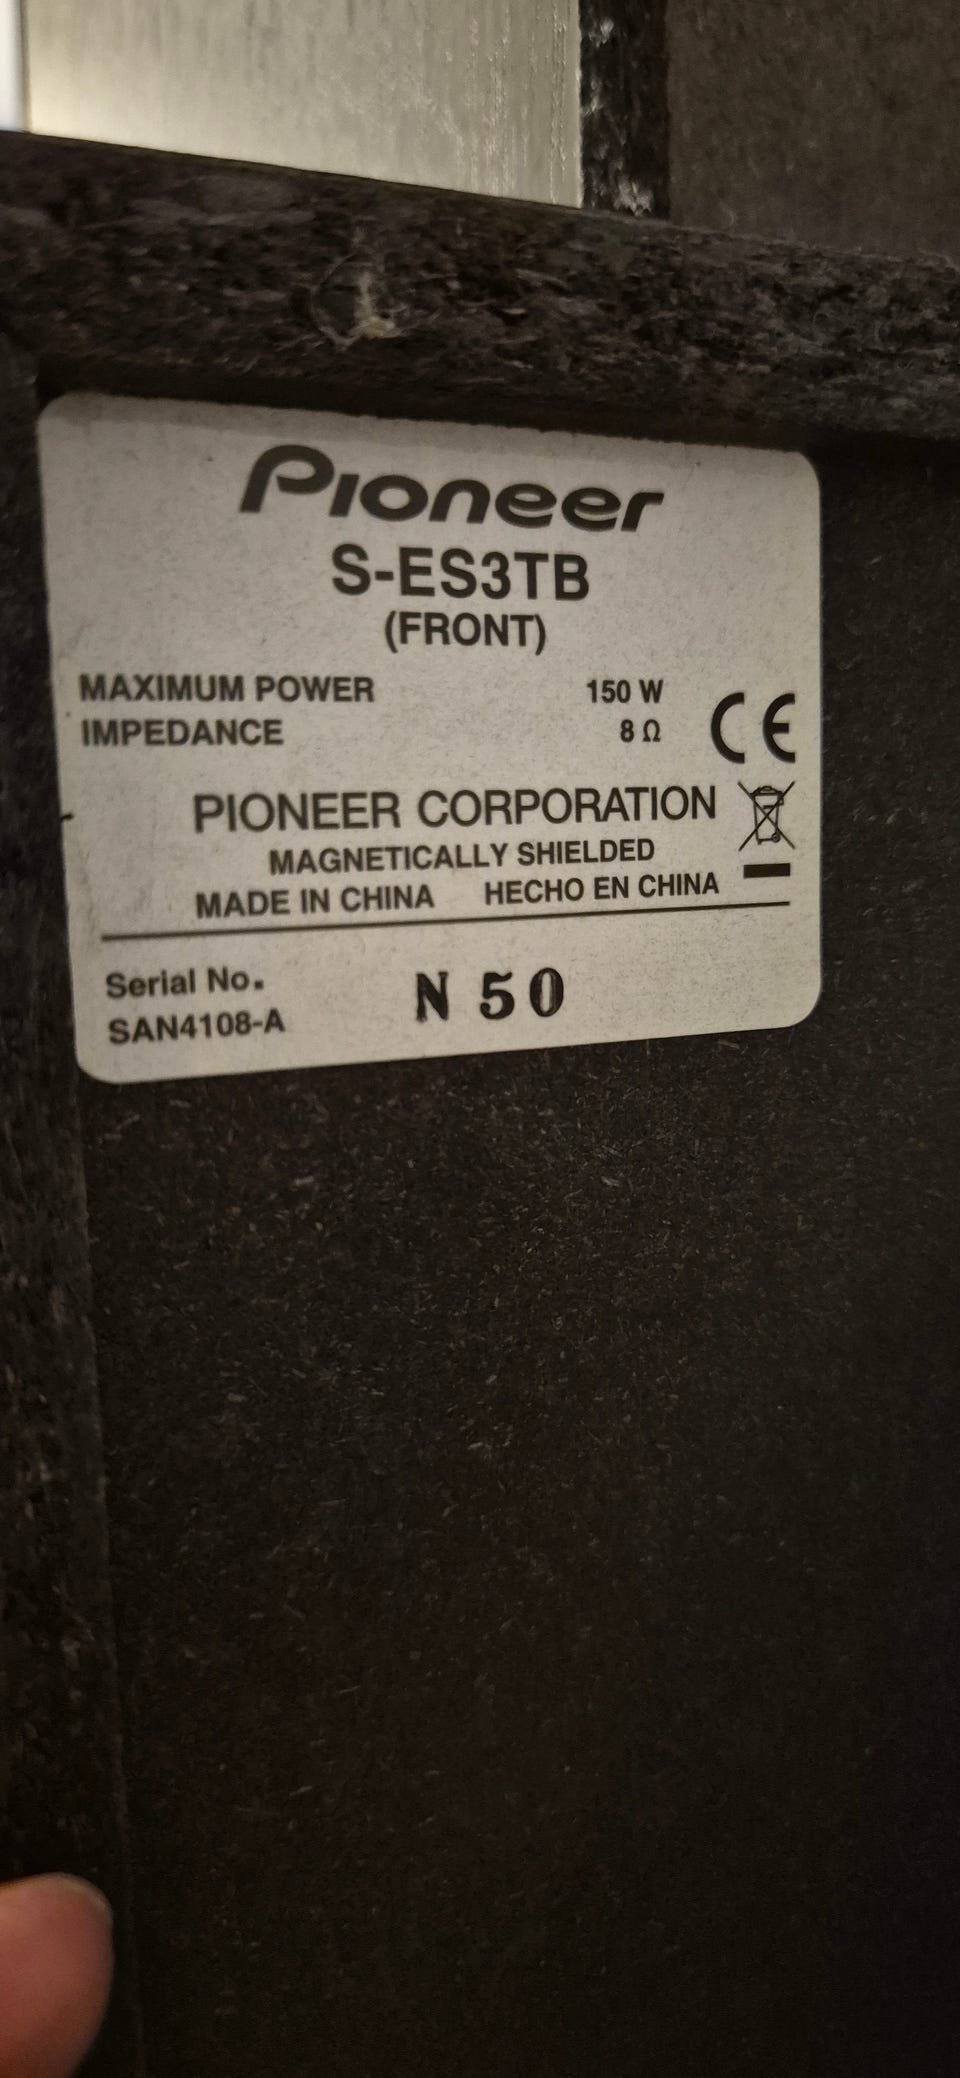 Pioneer
S-ES3TB
(FRONT)
MAXIMUM POWER 150 W
IMPEDANCE 8 Ω
CE
PIONEER CORPORATION
MAGNETICALLY SHIELDED
MADE IN CHINA HECHO EN CHINA
Serial No. N 50
SAN4108-A